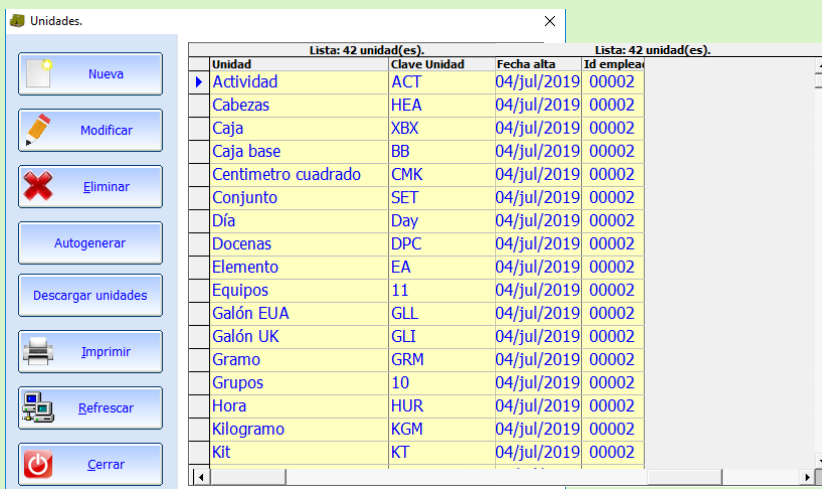 Unidades.
Nueva
Modificar
Eliminar
Autogenerar
Descargar unidades
Imprimir
Refrescar
Cerrar
Lista: 42 unidad(es). Lista: 42 unidad(es).
Unidad Clave Unidad Fecha alta Id emplead
Actividad ACT 04/jul/2019 00002
Cabezas HEA 04/jul/2019 00002
Caja XBX 04/jul/2019 00002
Caja base BB 04/jul/2019 00002
Centimetro cuadrado CMK 04/jul/2019 00002
Conjunto SET 04/jul/2019 00002
Día Day 04/jul/2019 00002
Docenas DPC 04/jul/2019 00002
Elemento EA 04/jul/2019 00002
Equipos 11 04/jul/2019 00002
Galón EUA GLL 04/jul/2019 00002
Galón UK GLI 04/jul/2019 00002
Gramo GRM 04/jul/2019 00002
Grupos 10 04/jul/2019 00002
Hora HUR 04/jul/2019 00002
Kilogramo KGM 04/jul/2019 00002
Kit KT 04/jul/2019 00002